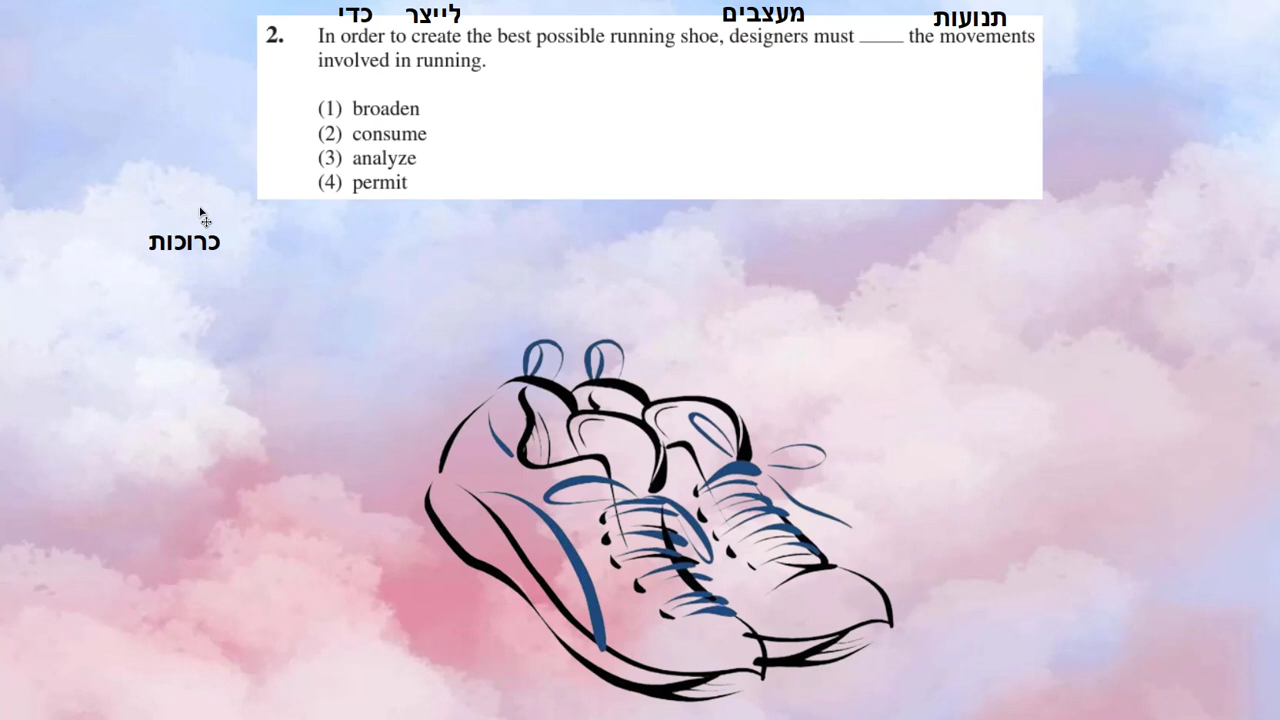 כדי לייצר מעצבים תנועות
2. In order to create the best possible running shoe, designers must ____ the movements
involved in running.
(1) broaden
(2) consume
(3) analyze
(4) permit
כרוכות